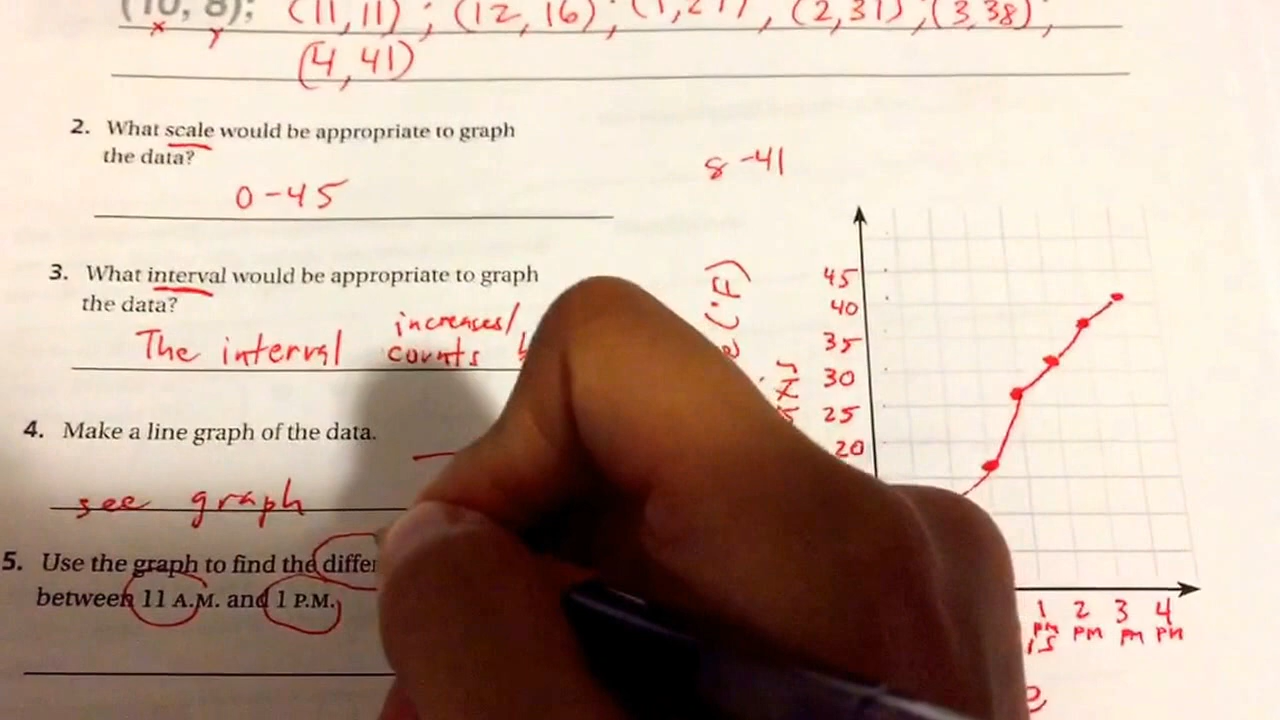 (10, 8); (11,11); (12,16); (1,27), (2,31); (3,38);
x y (4,41)
2. What scale would be appropriate to graph
the data?
0-45
8-41
3. What interval would be appropriate to graph
the data?
increases/
The interval counts
4. Make a line graph of the data.
see graph
5. Use the graph to find the
between 11 A.M. and 1 P.M.
(°F)
45
40
35
30
25
20
1 2 3 4
PM PM PM PM